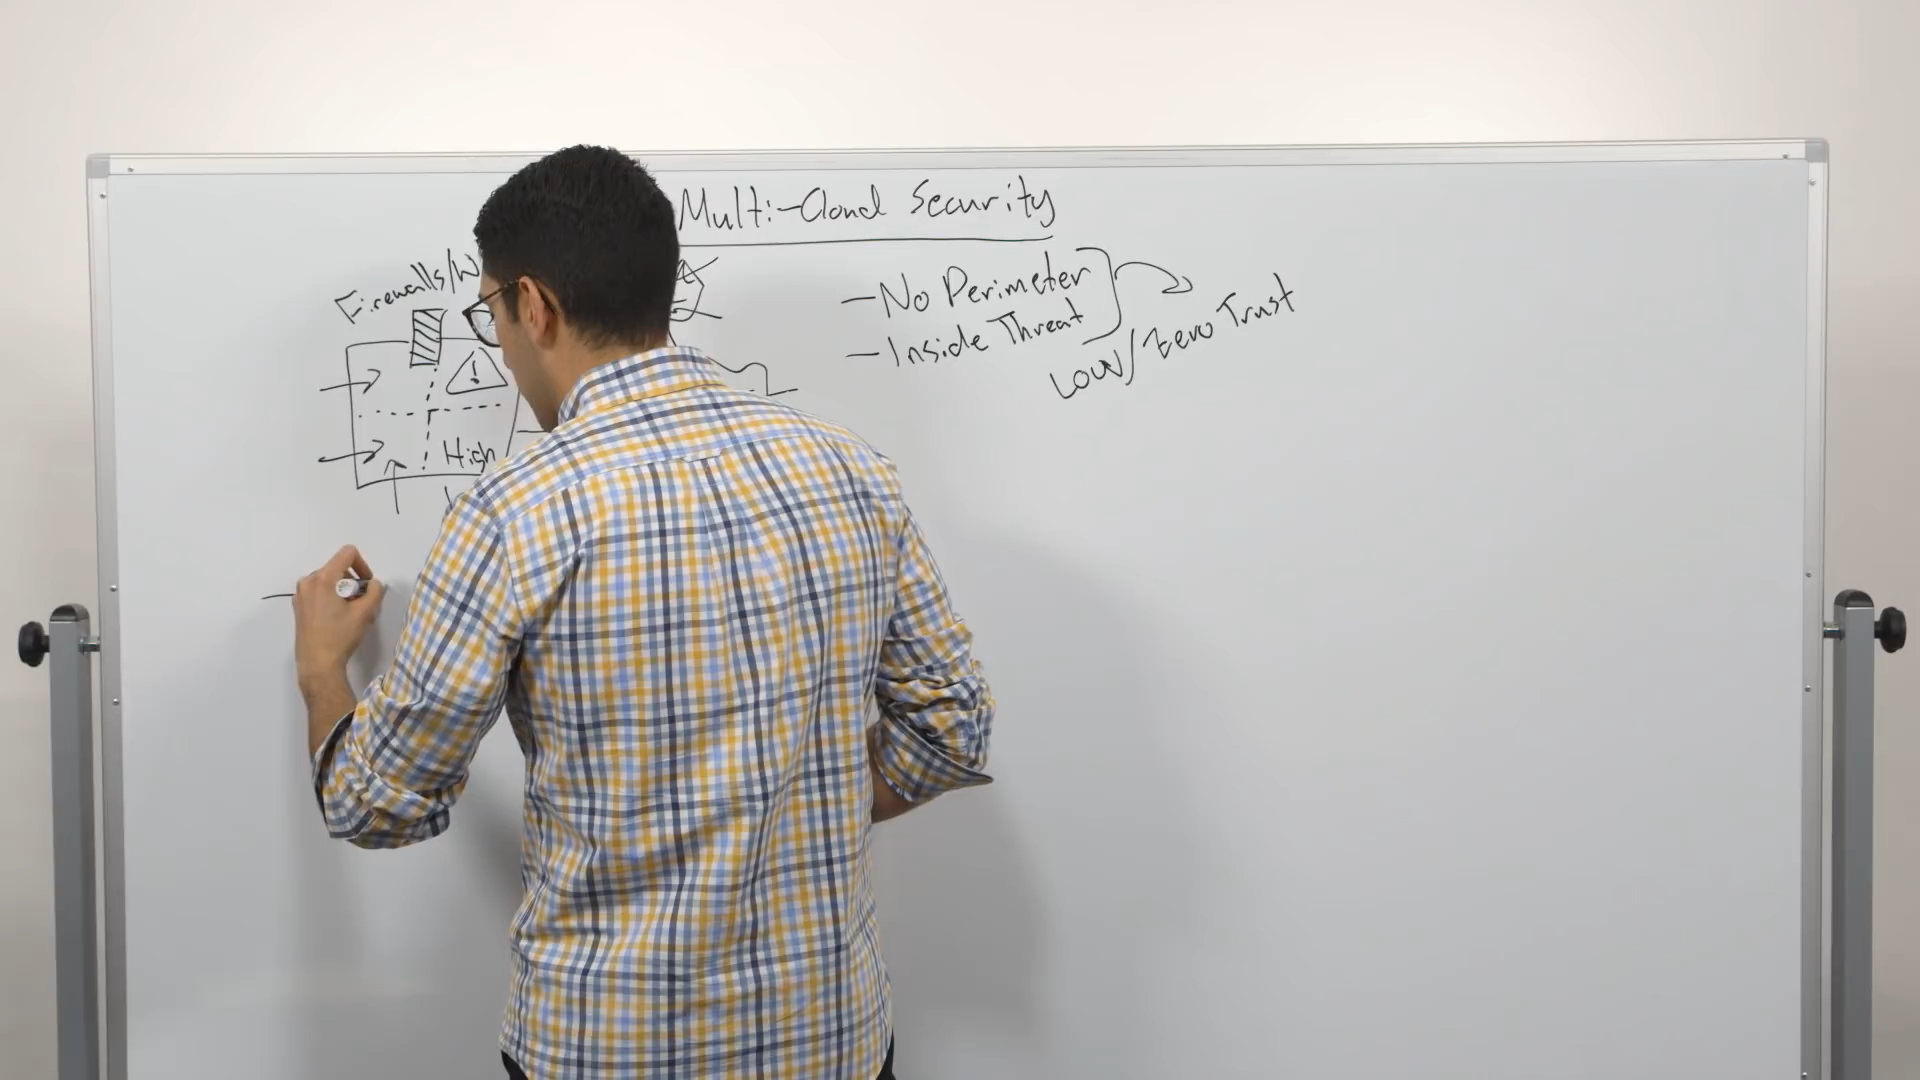 Multi-Cloud Security
Firewalls/W
- No Perimeter
- Inside Threat
Low/Zero Trust
!
High